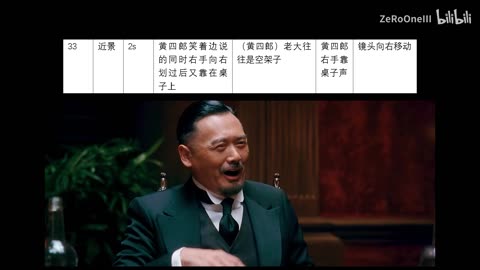 ZeRoOneIII bilibili
33 近景 2s 黄四郎笑着边说 （黄四郎）老大往 黄四郎 镜头向右移动
的同时右手向右 往是空架子 右手靠
划过后又靠在桌 桌子声
子上